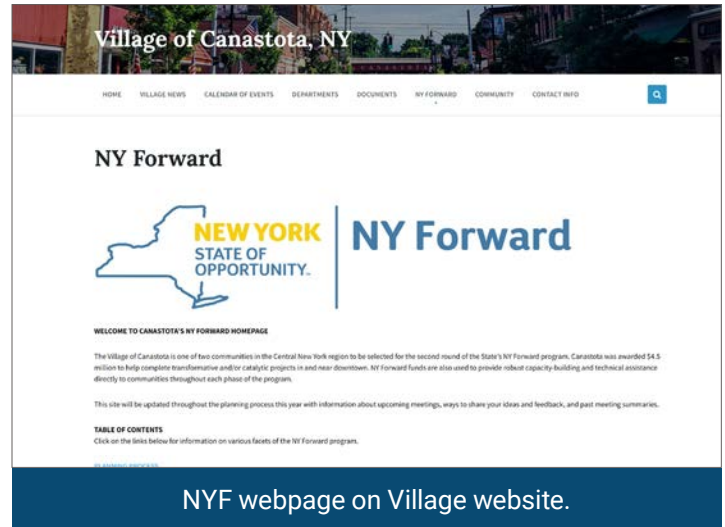 Village of Canastota, NY
HOME VILLAGE NEWS CALENDAR OF EVENTS DEPARTMENTS DOCUMENTS NY FORWARD COMMUNITY CONTACT INFO
NY Forward
NEW YORK
STATE OF
OPPORTUNITY™
NY Forward
WELCOME TO CANASTOTA'S NY FORWARD HOMEPAGE
The Village of Canastota is one of two communities in the Central New York region to be selected for the second round of the State's NY Forward program. Canastota was awarded $4.5
million to help complete transformative and/or catalytic projects in and near downtown. NY Forward funds are also used to provide robust capacity-building and technical assistance
directly to communities throughout each phase of the program.
This site will be updated throughout the planning process this year with information about upcoming meetings, ways to share your ideas and feedback, and past meeting summaries.
TABLE OF CONTENTS
Click on the links below for information on various facets of the NY Forward program.
PLANNING PROCESS
NYF webpage on Village website.